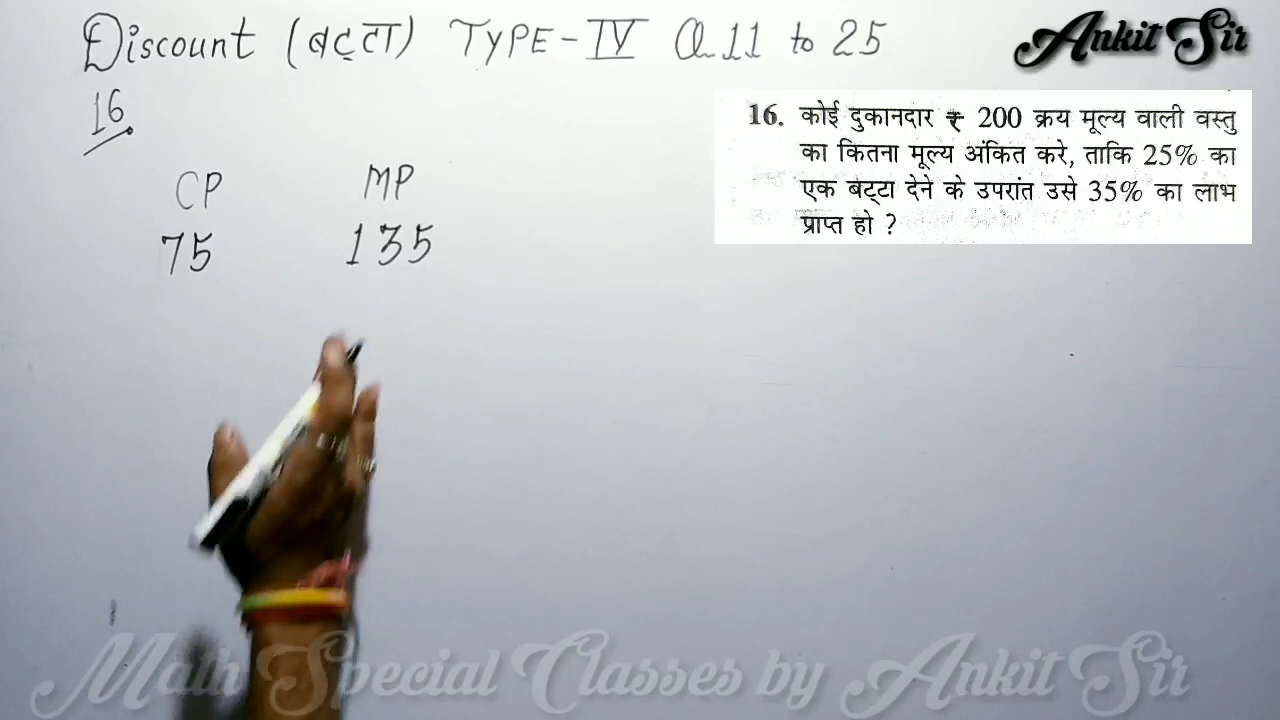 Discount (बट्टा) TYPE-IV Q.11 to 25
Ankit Sir
16
16. कोई दुकानदार ₹ 200 क्रय मूल्य वाली वस्तु
का कितना मूल्य अंकित करे, ताकि 25% का
एक बट्टा देने के उपरांत उसे 35% का लाभ
प्राप्त हो ?
CP MP
75 135
Math Special Classes by Ankit Sir